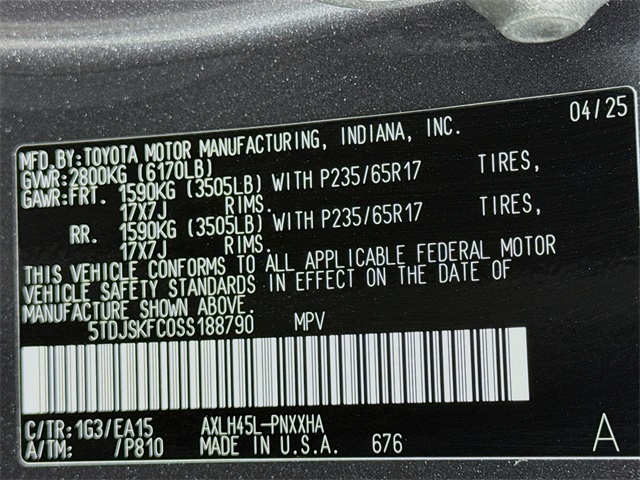 04/25
MFD.BY:TOYOTA MOTOR MANUFACTURING, INDIANA, INC.
GVWR:2800KG (6170LB)
GAWR:FRT. 1590KG (3505LB) WITH P235/65R17 TIRES,
17X7J RIMS.
RR. 1590KG (3505LB) WITH P235/65R17 TIRES,
17X7J RIMS.
THIS VEHICLE CONFORMS TO ALL APPLICABLE FEDERAL MOTOR
VEHICLE SAFETY STANDARDS IN EFFECT ON THE DATE OF
MANUFACTURE SHOWN ABOVE.
5TDJSKFC0SS188790 MPV
C/TR:1G3/EA15 AXLH45L-PNXXHA
A/TM: /P810 MADE IN U.S.A. 676 A